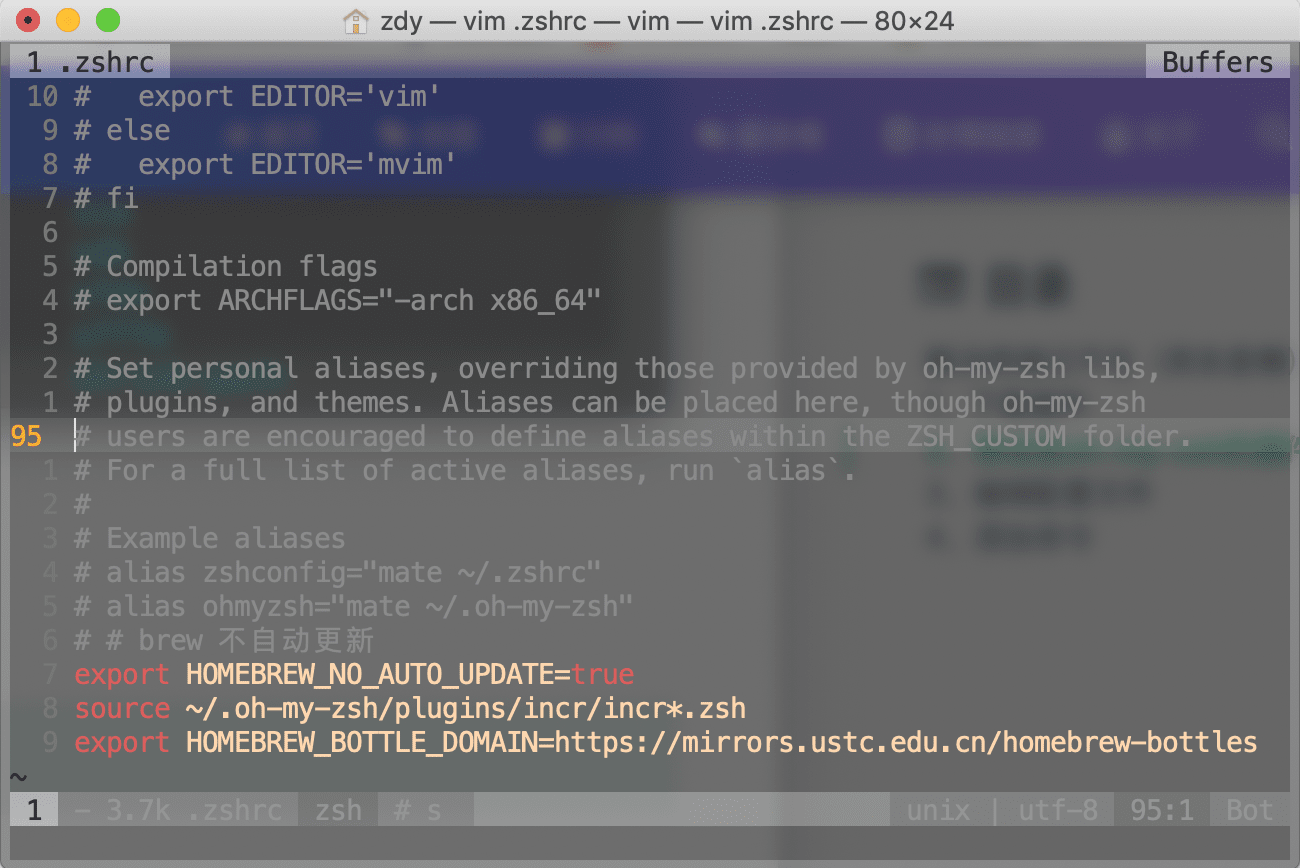 zdy — vim .zshrc — vim — vim .zshrc — 80×24
1 .zshrc Buffers
10 #   export EDITOR='vim'
9 # else
8 #   export EDITOR='mvim'
7 # fi
6
5 # Compilation flags
4 # export ARCHFLAGS="-arch x86_64"
3
2 # Set personal aliases, overriding those provided by oh-my-zsh libs,
1 # plugins, and themes. Aliases can be placed here, though oh-my-zsh
95 # users are encouraged to define aliases within the ZSH_CUSTOM folder.
1 # For a full list of active aliases, run `alias`.
2 #
3 # Example aliases
4 # alias zshconfig="mate ~/.zshrc"
5 # alias ohmyzsh="mate ~/.oh-my-zsh"
6 # # brew 不自动更新
7 export HOMEBREW_NO_AUTO_UPDATE=true
8 source ~/.oh-my-zsh/plugins/incr/incr*.zsh
9 export HOMEBREW_BOTTLE_DOMAIN=https://mirrors.ustc.edu.cn/homebrew-bottles
~
1 - 3.7k .zshrc zsh # s unix | utf-8 95:1 Bot